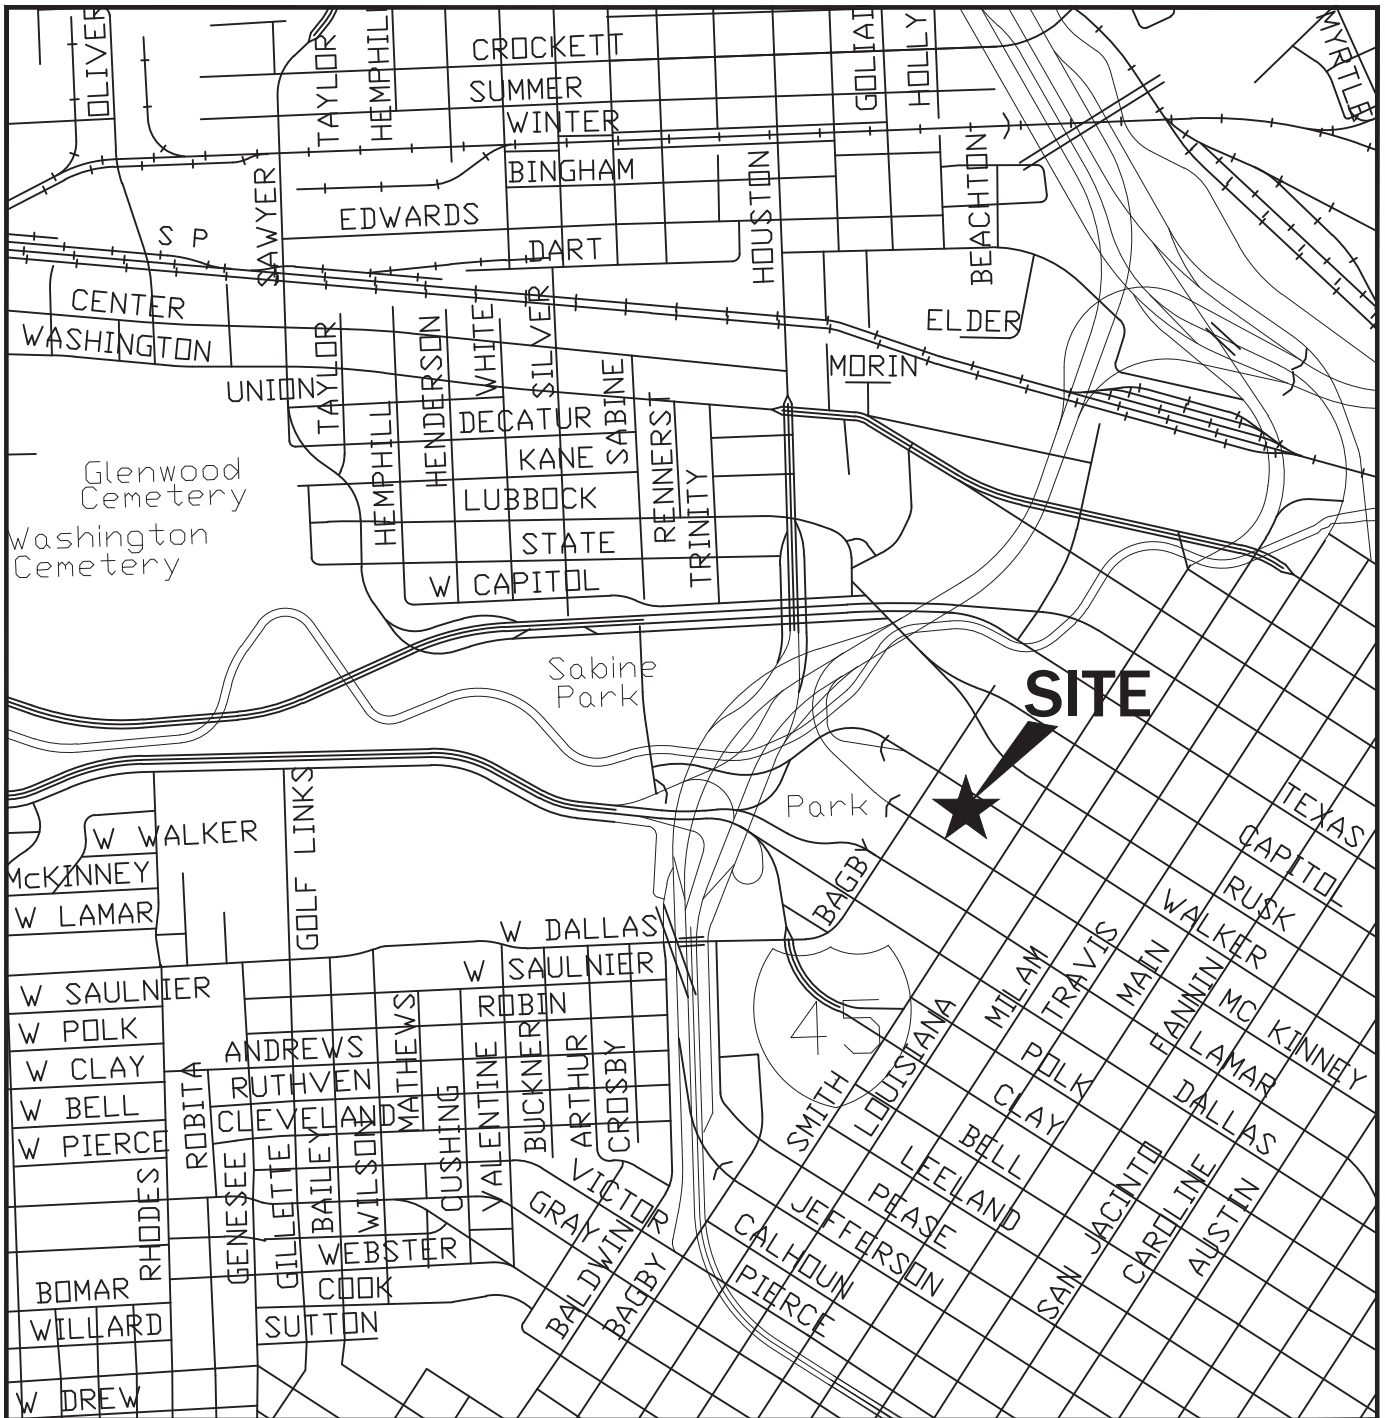 OLIVER
TAYLOR
HEMPHIL
CROCKETT
SUMMER
WINTER
BINGHAM
EDWARDS
DART
GOLIAD
HOLLY
MYRTLE
SAWYER
HOUSTON
BEACHTON
S P
CENTER
WASHINGTON
UNION
TAYLOR
HEMPHILL
HENDERSON
WHITE
SILVER
SABINE
RENNERST
TRINITY
DECATUR
KANE
LUBBOCK
STATE
W CAPITOL
MORIN
ELDER
Glenwood
Cemetery
Washington
Cemetery
Sabine
Park
SITE
Park
W WALKER
McKINNEY
W LAMAR
GOLF LINKS
W DALLAS
W SAULNIER
W SAULNIER
W POLK
W CLAY
W BELL
W PIERCE
ROBIN
ANDREWS
RUTHVEN
CLEVELAND
ROBITA
RHODES
GENESEE
GILLETTE
BAILEY
WILSON
MATHEWS
CUSHING
VALENTINE
BUCKNER
ARTHUR
CROSBY
VICTOR
GRAY
WEBSTER
COOK
SUTTON
BOMAR
WILLARD
W DREW
BALDWIN
BAGBY
BAGBY
45
SMITH
LOUISIANA
MILAM
TRAVIS
MAIN
FANNIN
SAN JACINTO
CAROLINE
AUSTIN
TEXAS
CAPITOL
RUSK
WALKER
MC KINNEY
LAMAR
DALLAS
POLK
CLAY
BELL
LEELAND
PEASE
JEFFERSON
CALHOUN
PIERCE